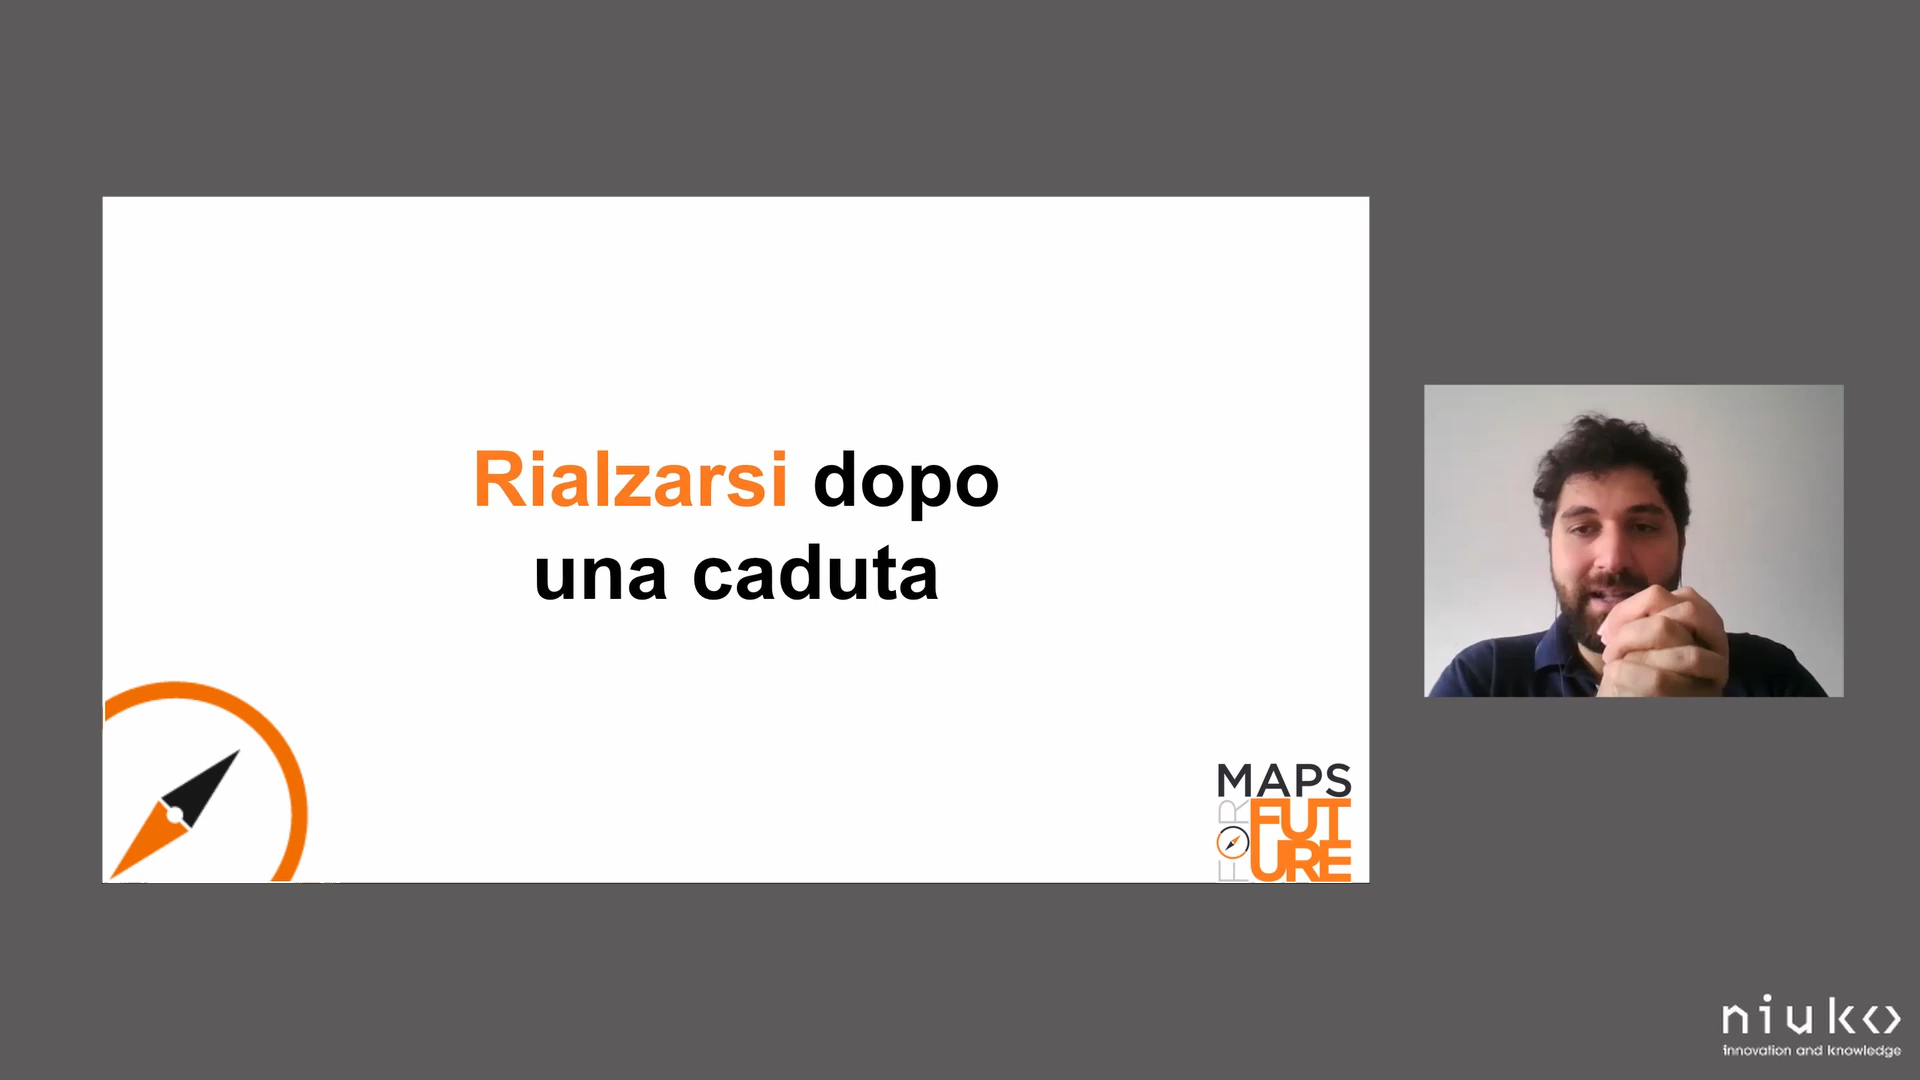 Rialzarsi dopo
una caduta
MAPS
FOR
FUT
URE
niuko
innovation and knowledge